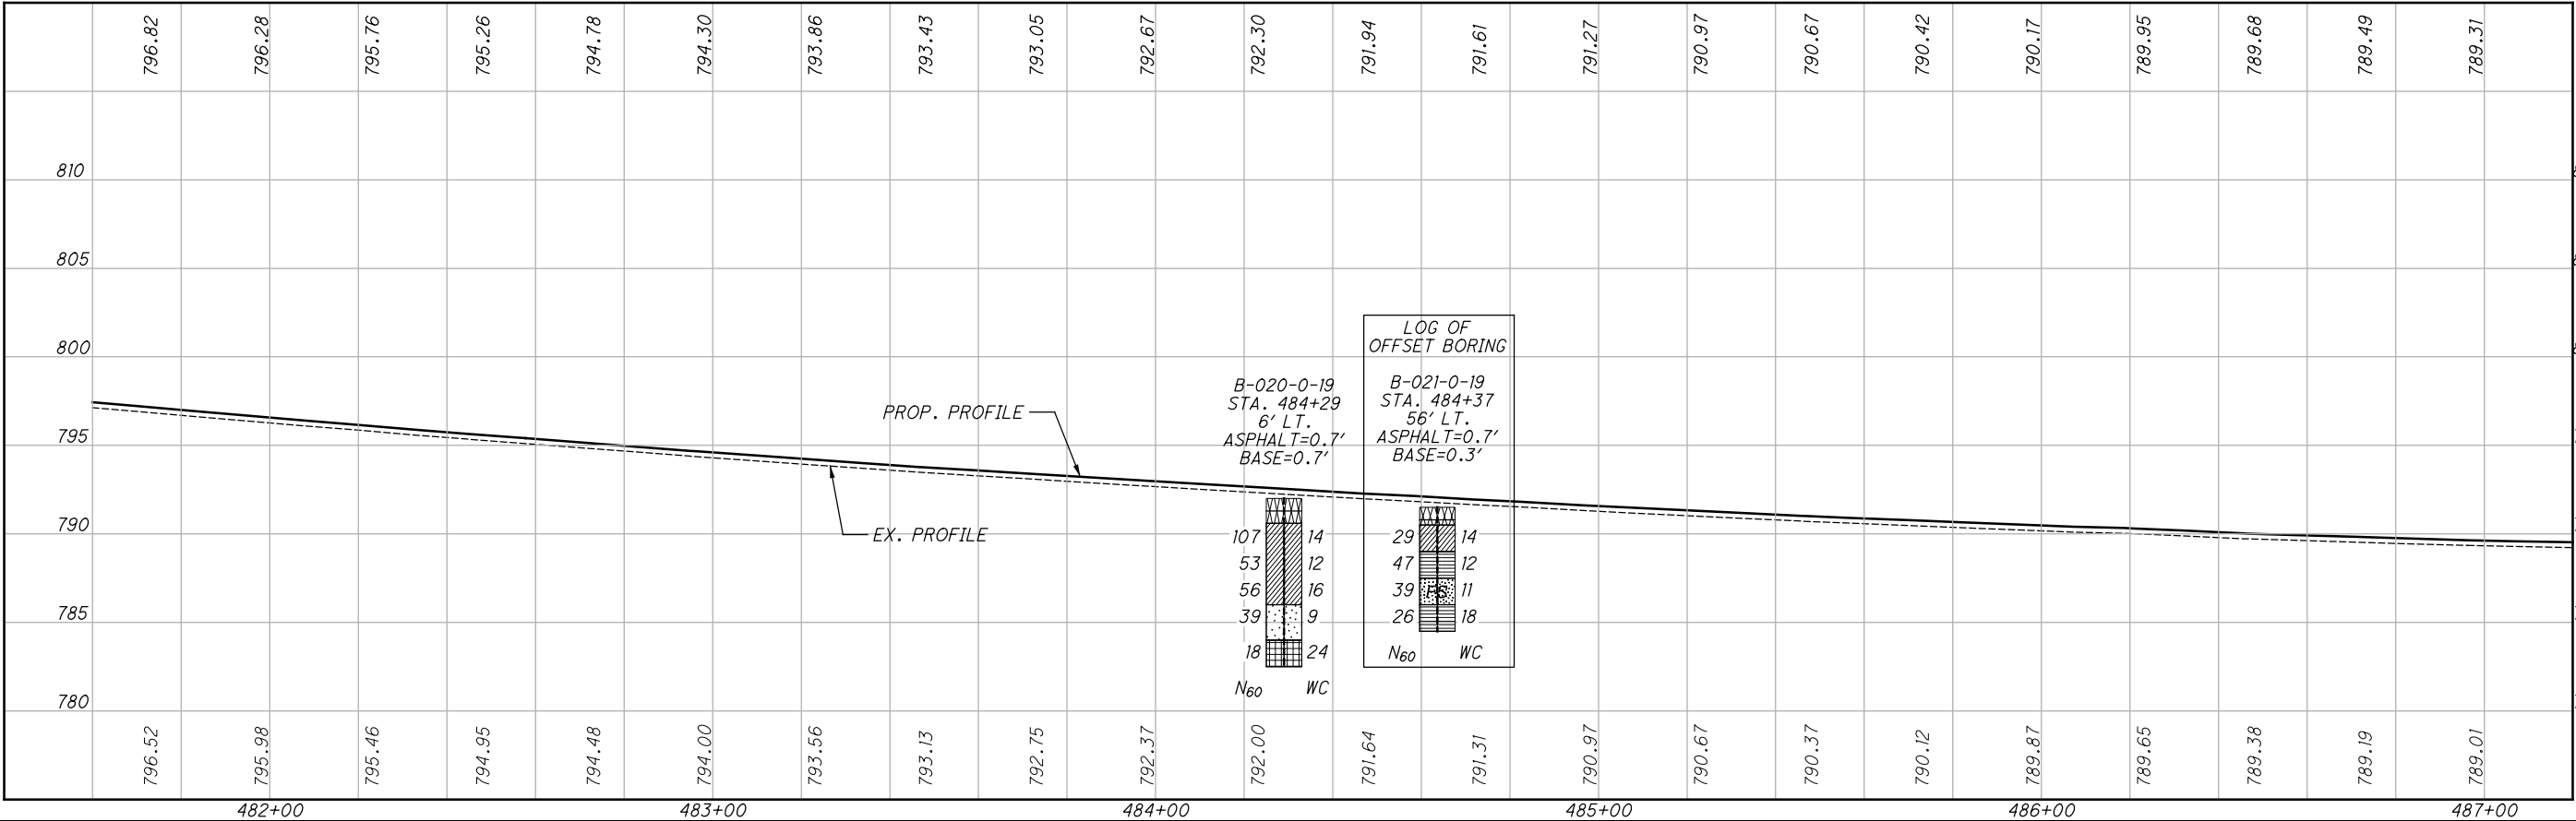 796.82 796.28 795.76 795.26 794.78 794.30 793.86 793.43 793.05 792.67 792.30 791.94 791.61 791.27 790.97 790.67 790.42 790.17 789.95 789.68 789.49 789.31
810
805
800
795
790
785
780
PROP. PROFILE
EX. PROFILE
B-020-0-19
STA. 484+29
6' LT.
ASPHALT=0.7'
BASE=0.7'
107 14
53 12
56 16
39 9
18 24
N60 WC
LOG OF
OFFSET BORING
B-021-0-19
STA. 484+37
56' LT.
ASPHALT=0.7'
BASE=0.3'
29 14
47 12
39 11
26 18
N60 WC
796.52 795.98 795.46 794.95 794.48 794.00 793.56 793.13 792.75 792.37 792.00 791.64 791.31 790.97 790.67 790.37 790.12 789.87 789.65 789.38 789.19 789.01
482+00 483+00 484+00 485+00 486+00 487+00